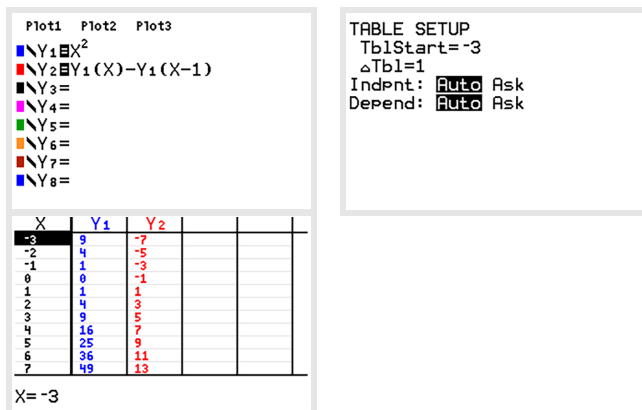 Plot1 Plot2 Plot3
\Y₁=X²
\Y₂=Y₁(X)-Y₁(X-1)
\Y₃=
\Y₄=
\Y₅=
\Y₆=
\Y₇=
\Y₈=
TABLE SETUP
TblStart=-3
△Tbl=1
Indpnt: Auto Ask
Depend: Auto Ask
X Y₁ Y₂
-3 9 -7
-2 4 -5
-1 1 -3
0 0 -1
1 1 1
2 4 3
3 9 5
4 16 7
5 25 9
6 36 11
7 49 13
X=-3